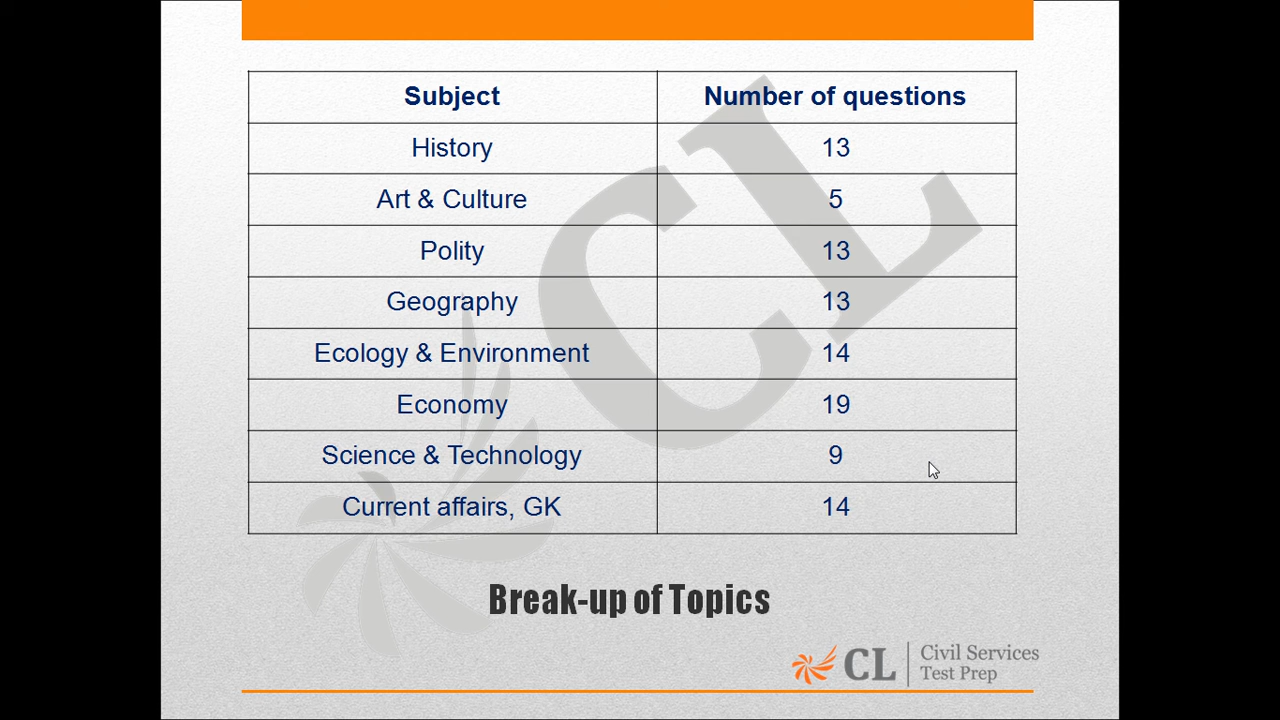 Subject Number of questions
History 13
Art & Culture 5
Polity 13
Geography 13
Ecology & Environment 14
Economy 19
Science & Technology 9
Current affairs, GK 14
CL
Break-up of Topics
CL Civil Services
Test Prep